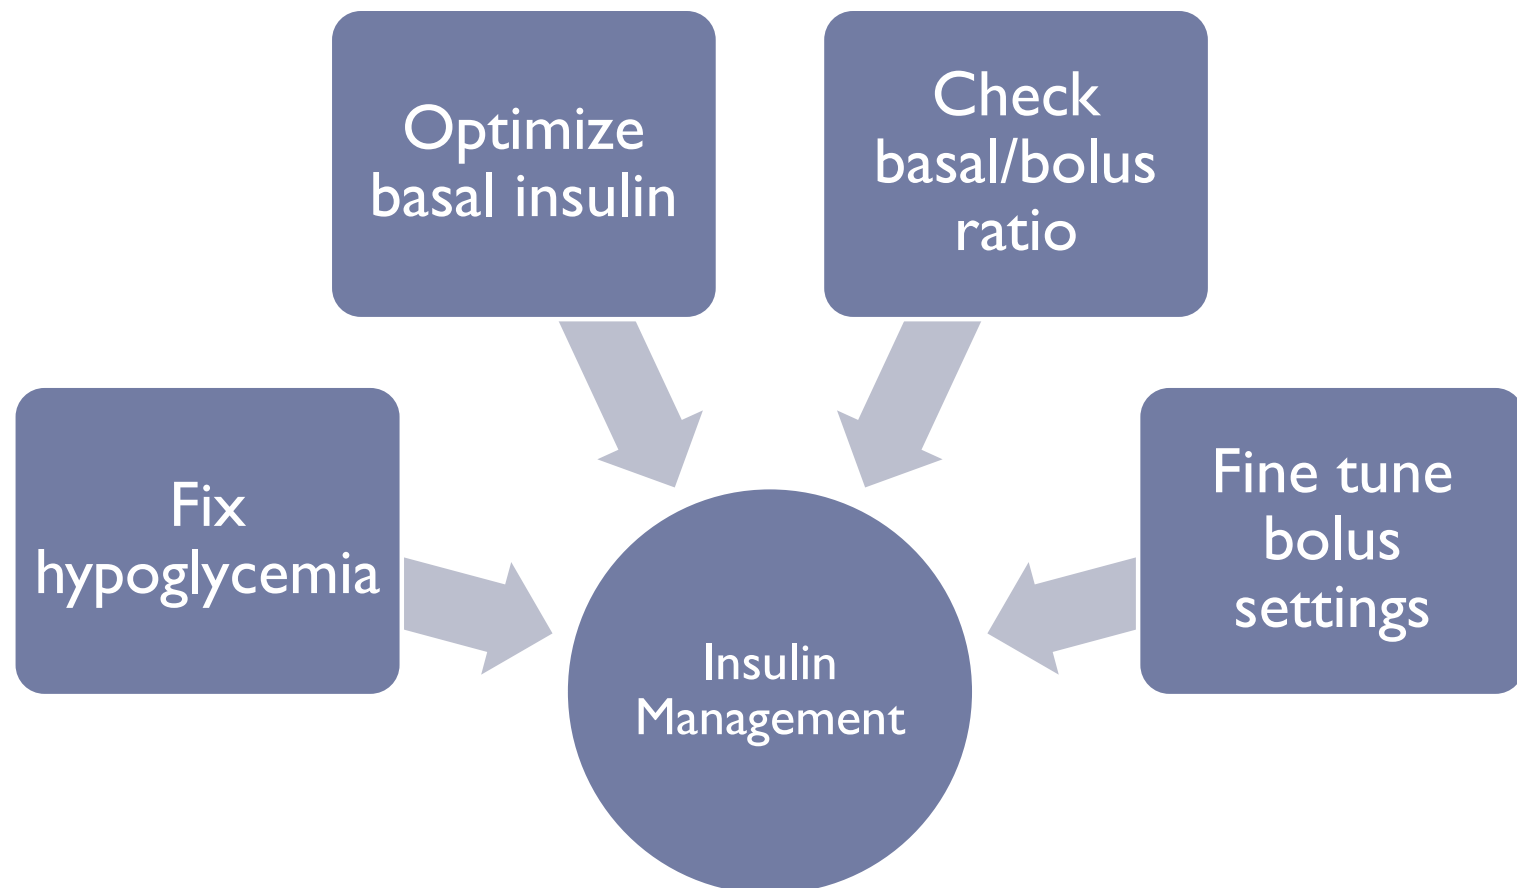 Optimize
basal insulin
Check
basal/bolus
ratio
Fix
hypoglycemia
Fine tune
bolus
settings
Insulin
Management